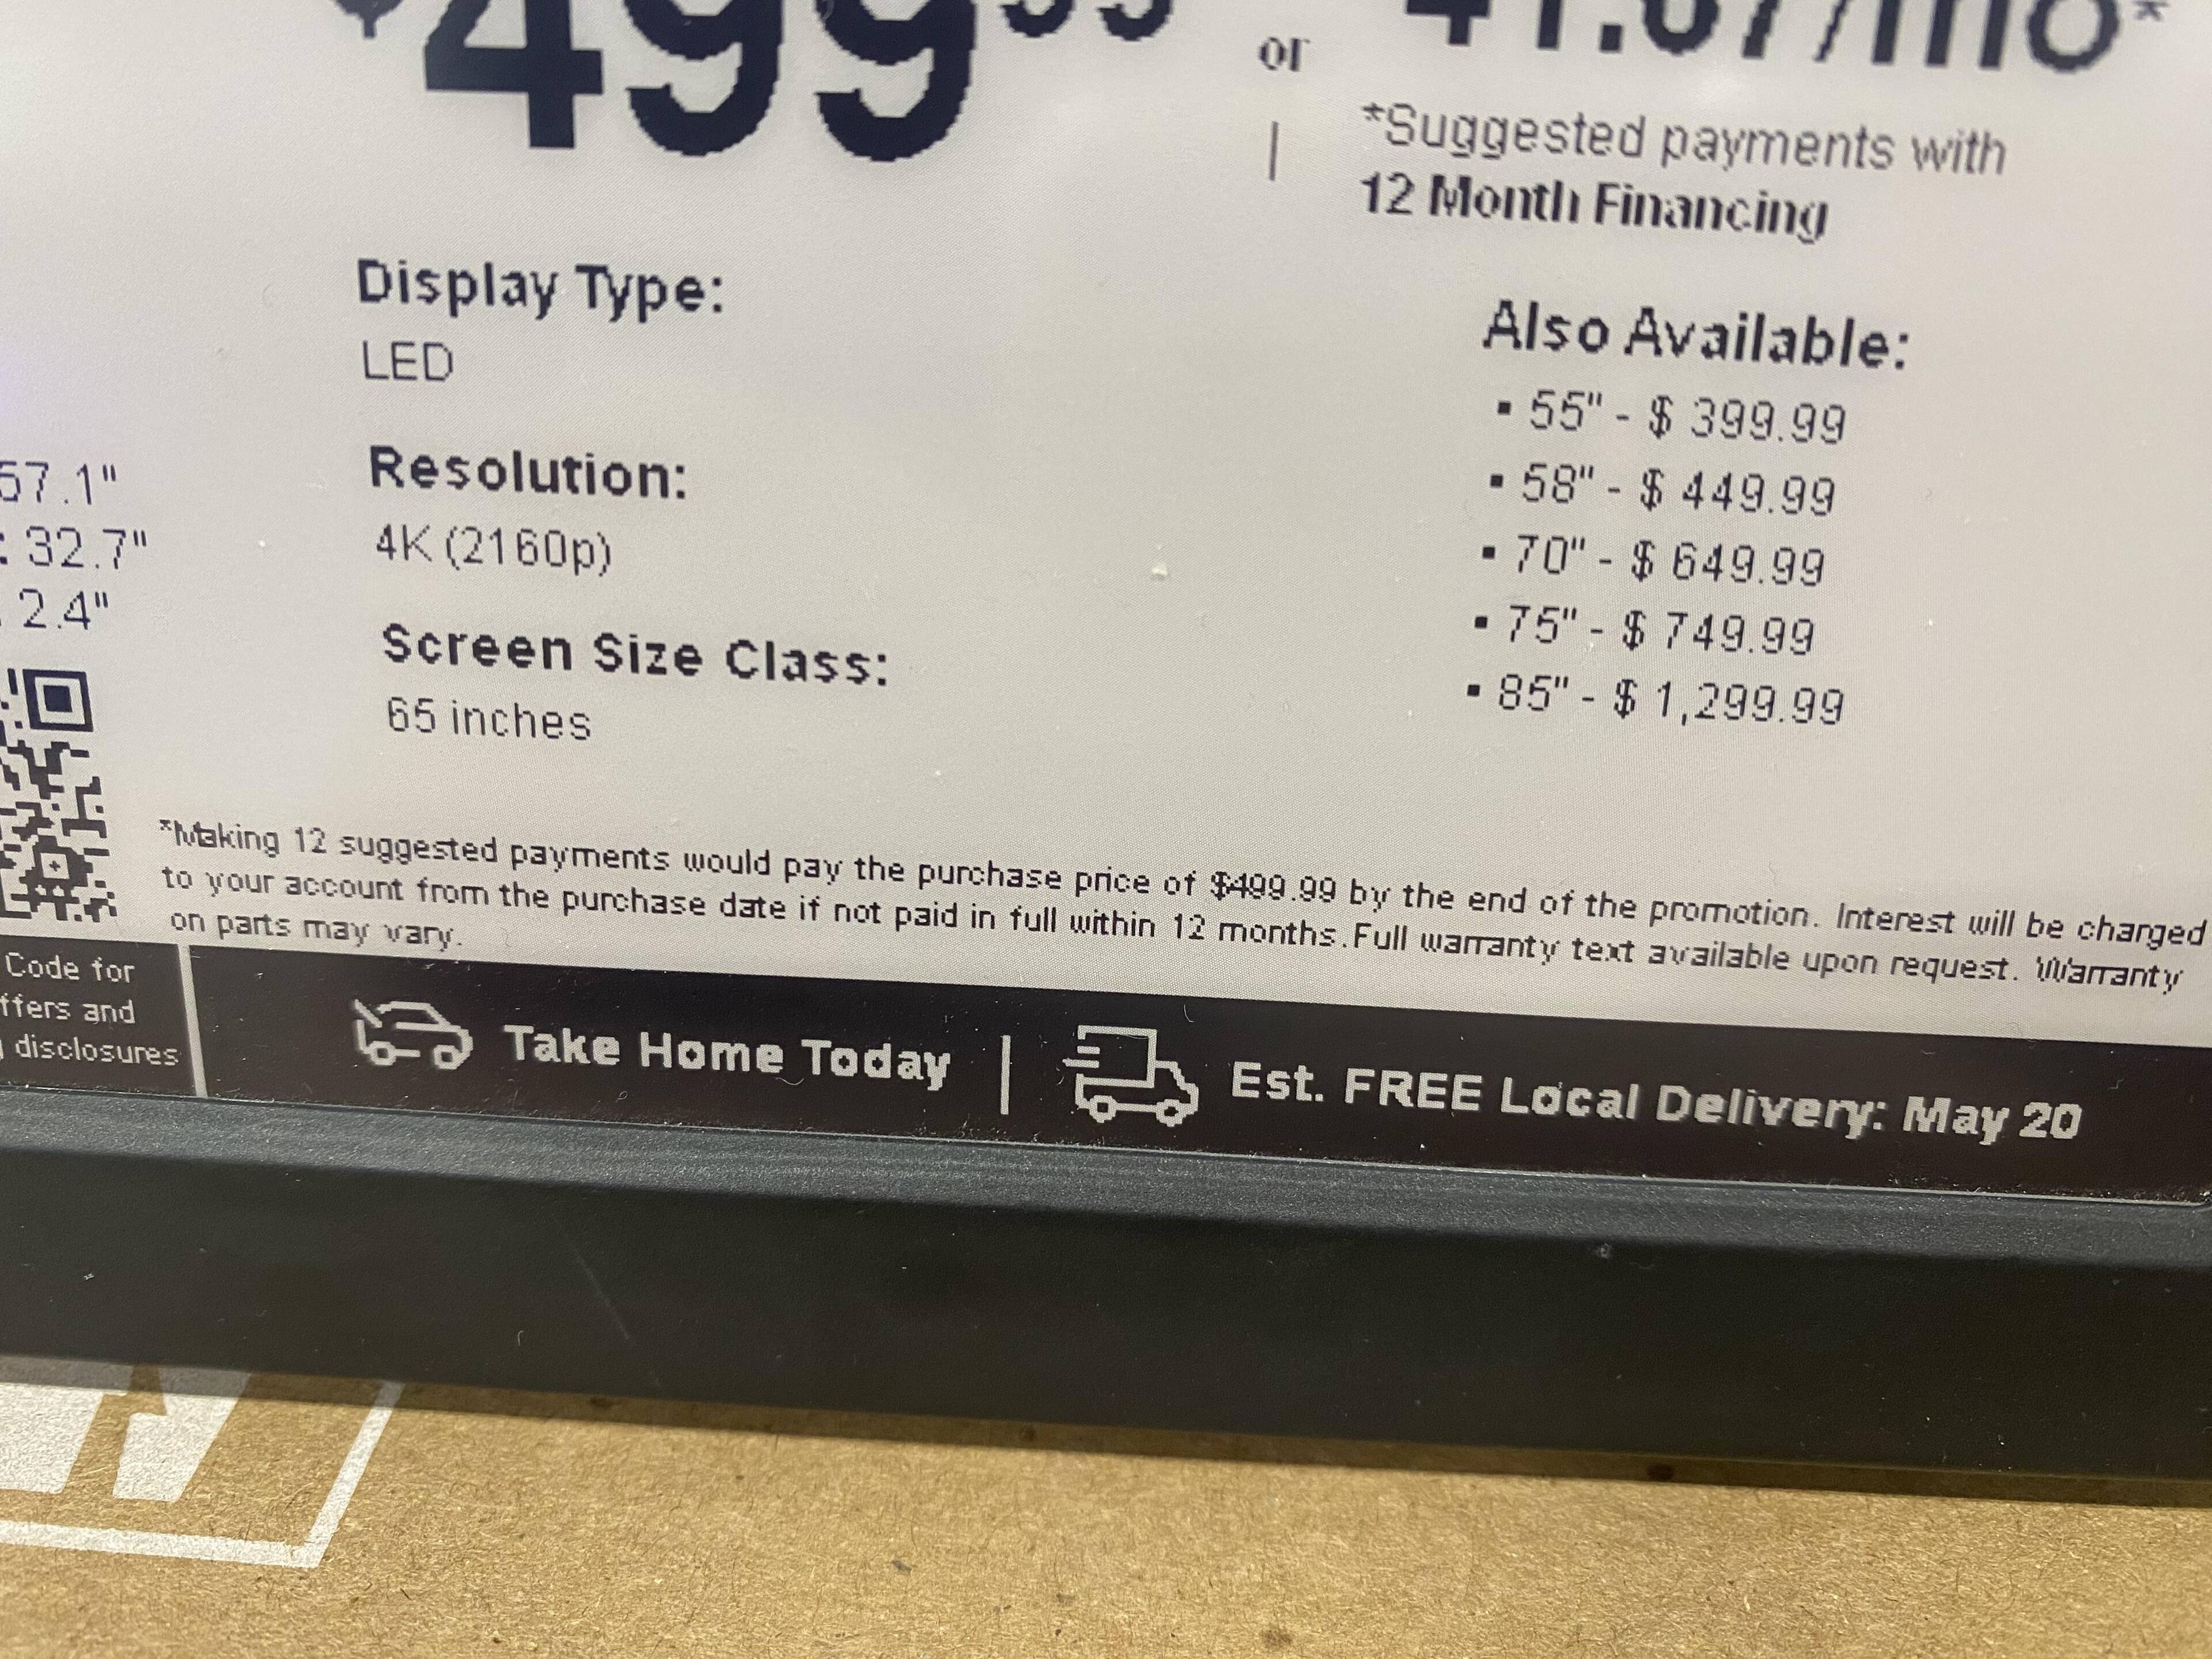 $499 99
or
41.67/mo*
*Suggested payments with
12 Month Financing
Display Type:
LED
Resolution:
4K (2160p)
Screen Size Class:
65 inches
Also Available:
▪ 55" - $ 399.99
▪ 58" - $ 449.99
▪ 70" - $ 649.99
▪ 75" - $ 749.99
▪ 85" - $ 1,299.99
57.1"
: 32.7"
2.4"
*Making 12 suggested payments would pay the purchase price of $499.99 by the end of the promotion. Interest will be charged
to your account from the purchase date if not paid in full within 12 months.Full warranty text available upon request. Warranty
on parts may vary.
Code for
ffers and
disclosures
Take Home Today | Est. FREE Local Delivery: May 20